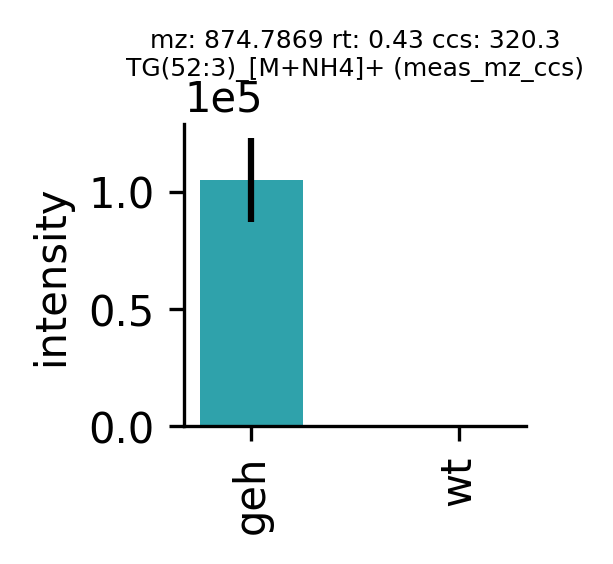 mz: 874.7869 rt: 0.43 ccs: 320.3
TG(52:3)_[M+NH4]+ (meas_mz_ccs)
1e5
intensity
1.0
0.5
0.0
geh
wt